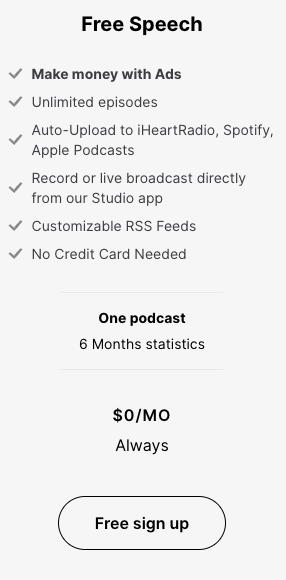 Free Speech
Make money with Ads
Unlimited episodes
Auto-Upload to iHeartRadio, Spotify,
Apple Podcasts
Record or live broadcast directly
from our Studio app
Customizable RSS Feeds
No Credit Card Needed
One podcast
6 Months statistics
$0/MO
Always
Free sign up